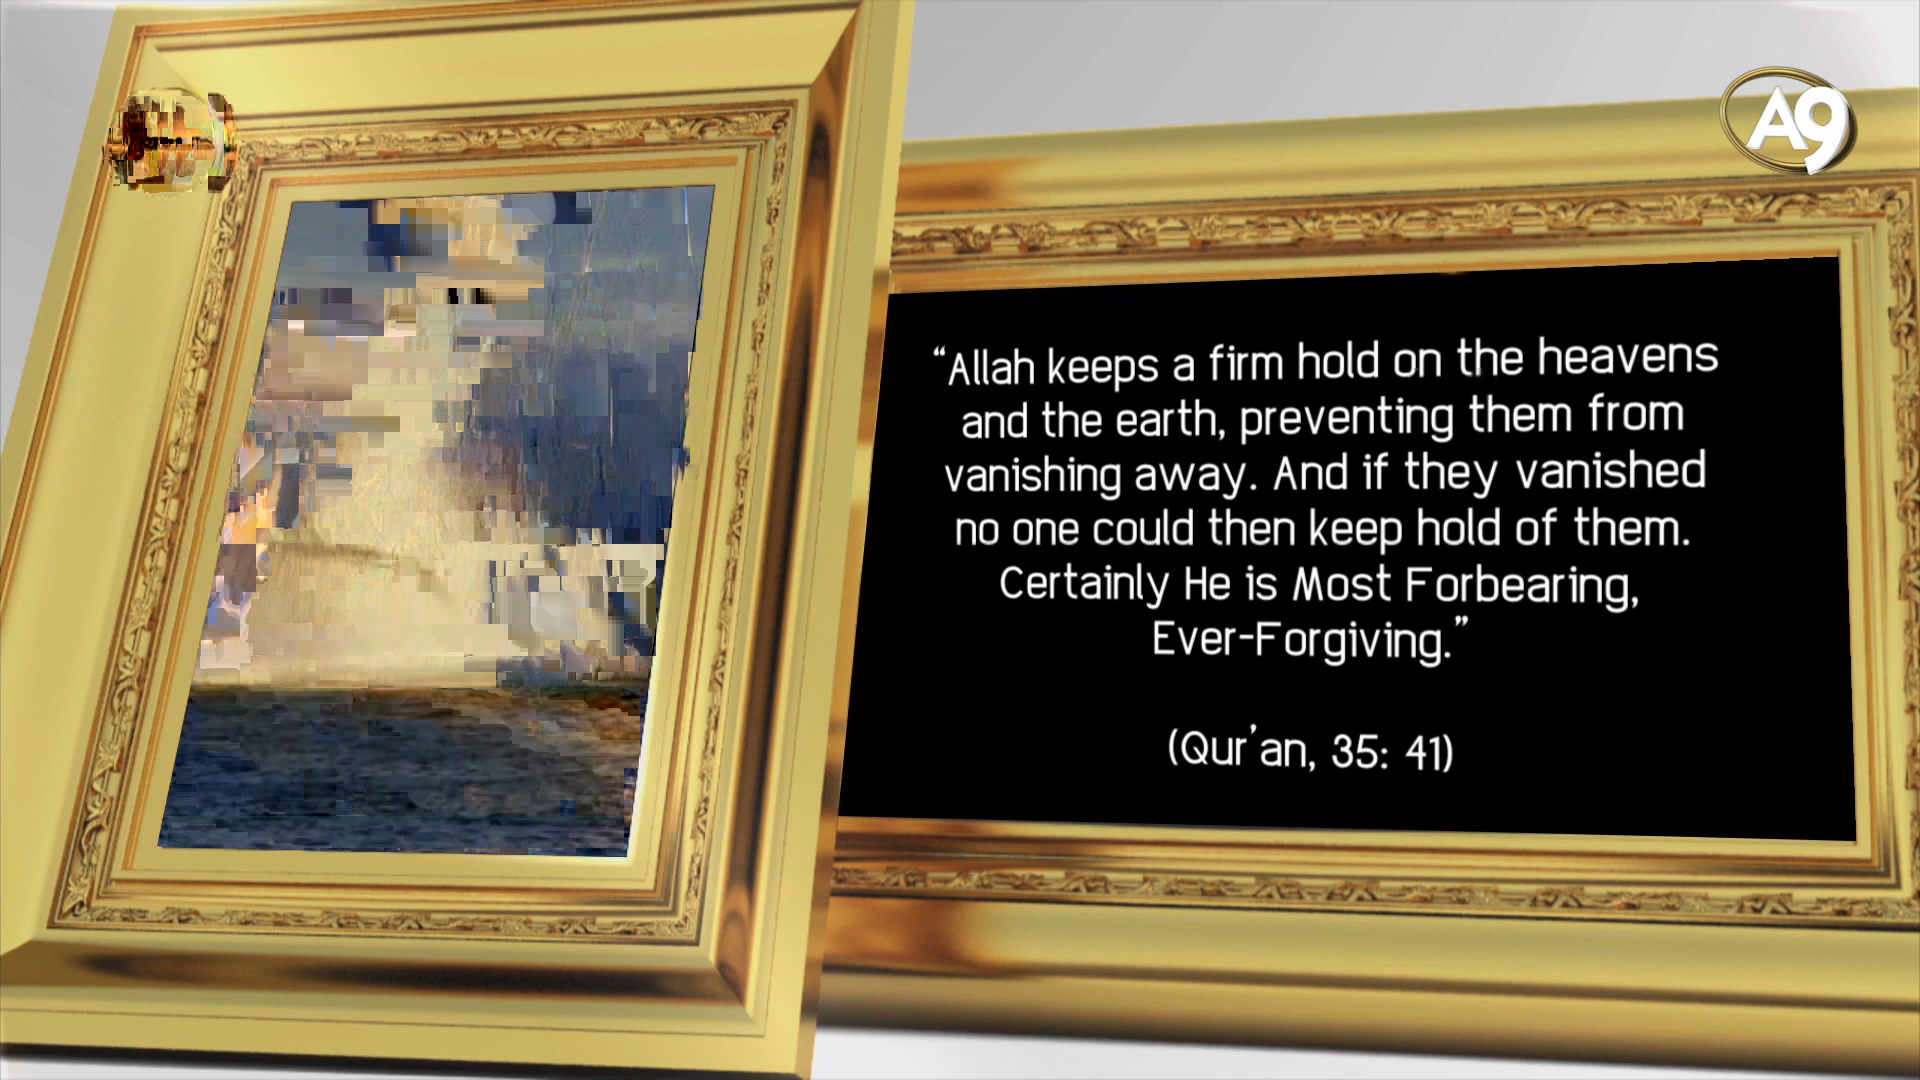 A9
“Allah keeps a firm hold on the heavens
and the earth, preventing them from
vanishing away. And if they vanished
no one could then keep hold of them.
Certainly He is Most Forbearing,
Ever-Forgiving.”
(Qur’an, 35: 41)